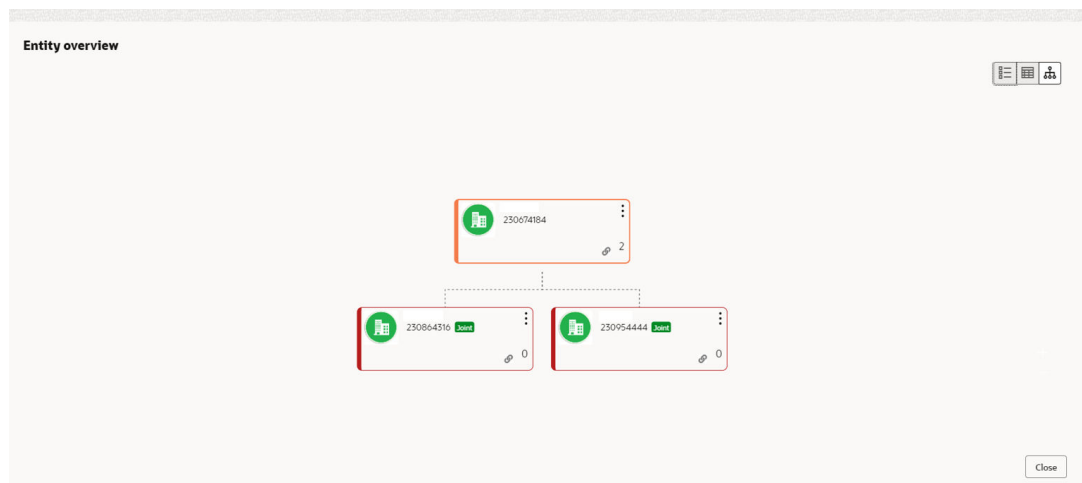 Entity overview
230674184
2
230864316 Joint
0
230954444 Joint
0
Close